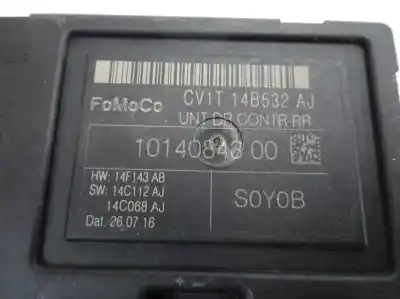 FoMoCo CV1T 14B532 AJ
UNT DR CONTR RR
10140843 00
HW: 14F143 AB
SW: 14C112 AJ
14C068 AJ
Dat. 26.07.16
S0Y0B